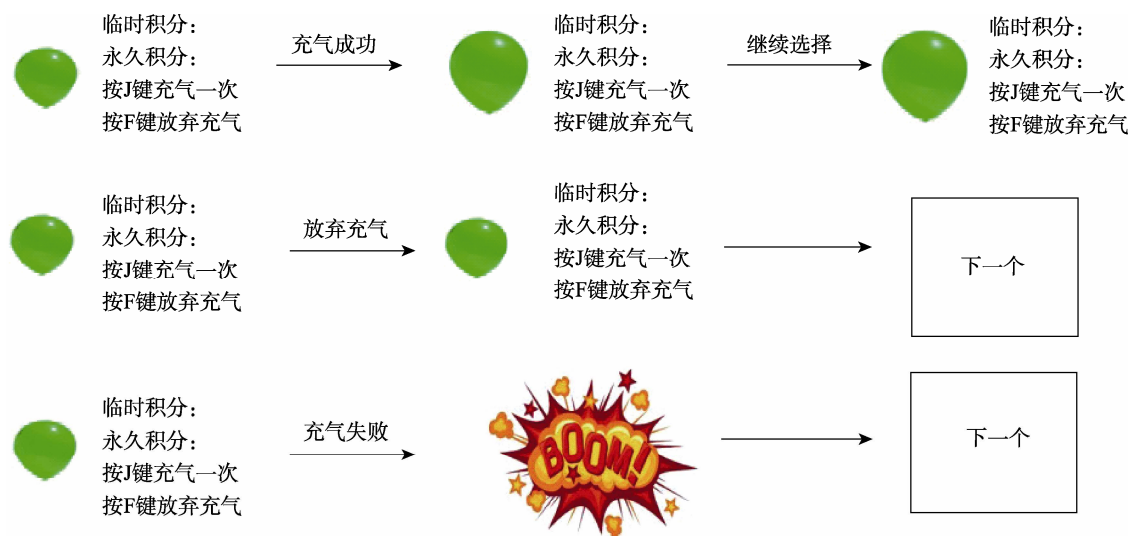 临时积分：
永久积分：
按J键充气一次
按F键放弃充气
充气成功
临时积分：
永久积分：
按J键充气一次
按F键放弃充气
继续选择
临时积分：
永久积分：
按J键充气一次
按F键放弃充气
临时积分：
永久积分：
按J键充气一次
按F键放弃充气
放弃充气
临时积分：
永久积分：
按J键充气一次
按F键放弃充气
下一个
临时积分：
永久积分：
按J键充气一次
按F键放弃充气
充气失败
BOOM!
下一个